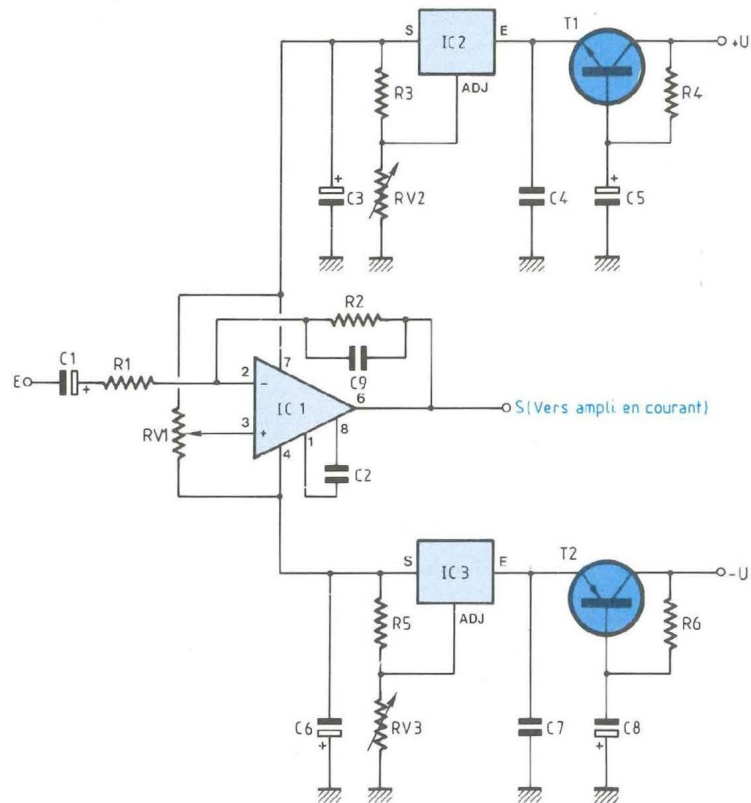 T1
S
IC2
E
+U
R3
ADJ
R4
+
C3
RV2
C4
+
C5
R2
C1
R1
C9
E
+
2
-
7
6
IC1
S (Vers ampli. en courant)
RV1
3
+
1
8
4
C2
T2
S
IC3
E
-U
R5
ADJ
R6
C6
+
RV3
C7
C8
+